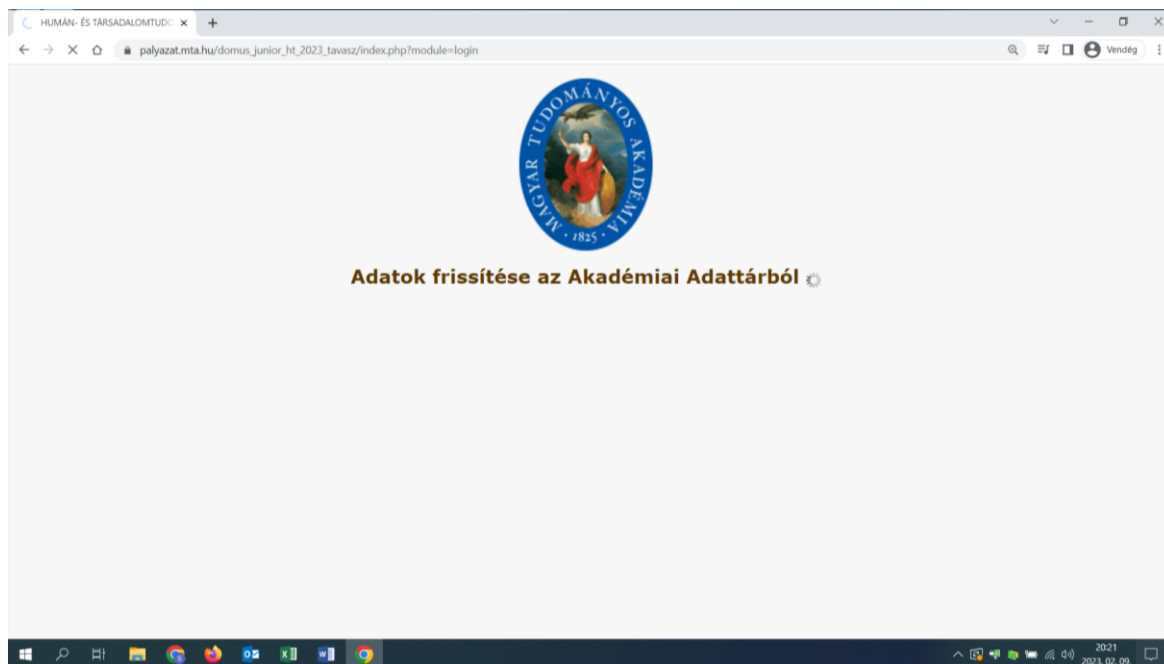 HUMÁN- ÉS TÁRSADALOMTUDO
palyazat.mta.hu/domus_junior_ht_2023_tavasz/index.php?module=login
Vendég
MAGYAR TUDOMÁNYOS AKADÉMIA
· 1825 ·
Adatok frissítése az Akadémiai Adattárból
20:21
2023. 02. 09.